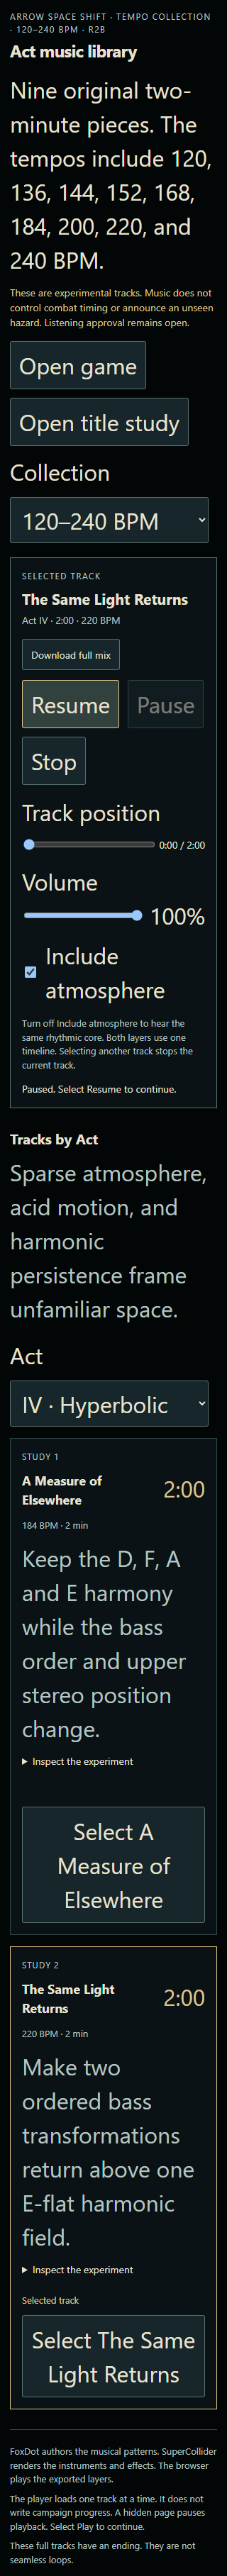 ARROW SPACE SHIFT · TEMPO COLLECTION
· 120–240 BPM · R2B
Act music library
Nine original two-
minute pieces. The
tempos include 120,
136, 144, 152, 168,
184, 200, 220, and
240 BPM.
These are experimental tracks. Music does not
control combat timing or announce an unseen
hazard. Listening approval remains open.
Open game
Open title study
Collection
120–240 BPM
SELECTED TRACK
The Same Light Returns
Act IV · 2:00 · 220 BPM
Download full mix
Resume
Pause
Stop
Track position
0:00 / 2:00
Volume
100%
Include
atmosphere
Turn off Include atmosphere to hear the
same rhythmic core. Both layers use one
timeline. Selecting another track stops the
current track.
Paused. Select Resume to continue.
Tracks by Act
Sparse atmosphere,
acid motion, and
harmonic
persistence frame
unfamiliar space.
Act
IV · Hyperbolic
STUDY 1
A Measure of
Elsewhere
2:00
184 BPM · 2 min
Keep the D, F, A
and E harmony
while the bass
order and upper
stereo position
change.
Inspect the experiment
Select A
Measure of
Elsewhere
STUDY 2
The Same Light
Returns
2:00
220 BPM · 2 min
Make two
ordered bass
transformations
return above one
E-flat harmonic
field.
Inspect the experiment
Selected track
Select The Same
Light Returns
FoxDot authors the musical patterns. SuperCollider
renders the instruments and effects. The browser
plays the exported layers.
The player loads one track at a time. It does not
write campaign progress. A hidden page pauses
playback. Select Play to continue.
These full tracks have an ending. They are not
seamless loops.